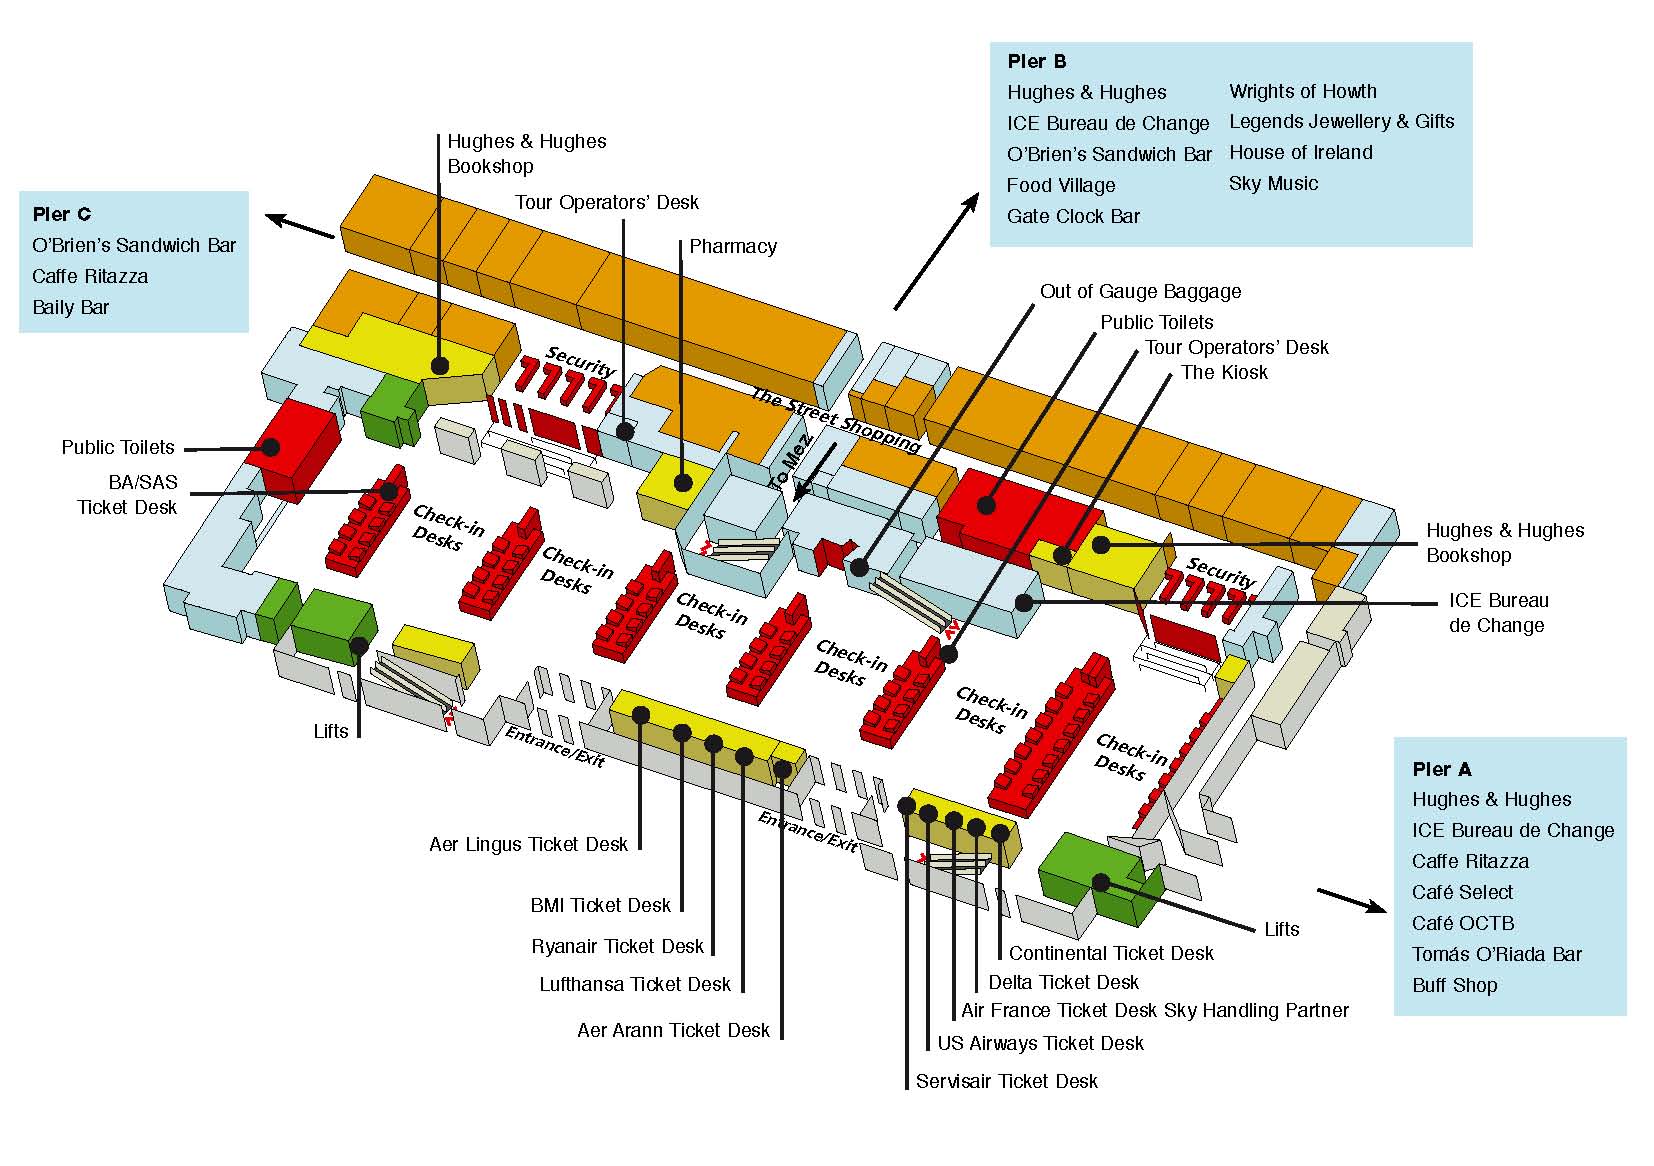 Pier B
Hughes & Hughes
ICE Bureau de Change
O'Brien's Sandwich Bar
Food Village
Gate Clock Bar
Wrights of Howth
Legends Jewellery & Gifts
House of Ireland
Sky Music
Hughes & Hughes
Bookshop
Tour Operators' Desk
Pharmacy
Pier C
O'Brien's Sandwich Bar
Caffe Ritazza
Baily Bar
Out of Gauge Baggage
Public Toilets
Tour Operators' Desk
The Kiosk
Security
The Street Shopping
To Mez
Public Toilets
BA/SAS
Ticket Desk
Check-in
Desks
Check-in
Desks
Check-in
Desks
Check-in
Desks
Check-in
Desks
Check-in
Desks
Security
Hughes & Hughes
Bookshop
ICE Bureau
de Change
Lifts
Entrance/Exit
Entrance/Exit
Aer Lingus Ticket Desk
BMI Ticket Desk
Ryanair Ticket Desk
Lufthansa Ticket Desk
Aer Arann Ticket Desk
Lifts
Continental Ticket Desk
Delta Ticket Desk
Air France Ticket Desk Sky Handling Partner
US Airways Ticket Desk
Servisair Ticket Desk
Pier A
Hughes & Hughes
ICE Bureau de Change
Caffe Ritazza
Café Select
Café OCTB
Tomás O'Riada Bar
Buff Shop